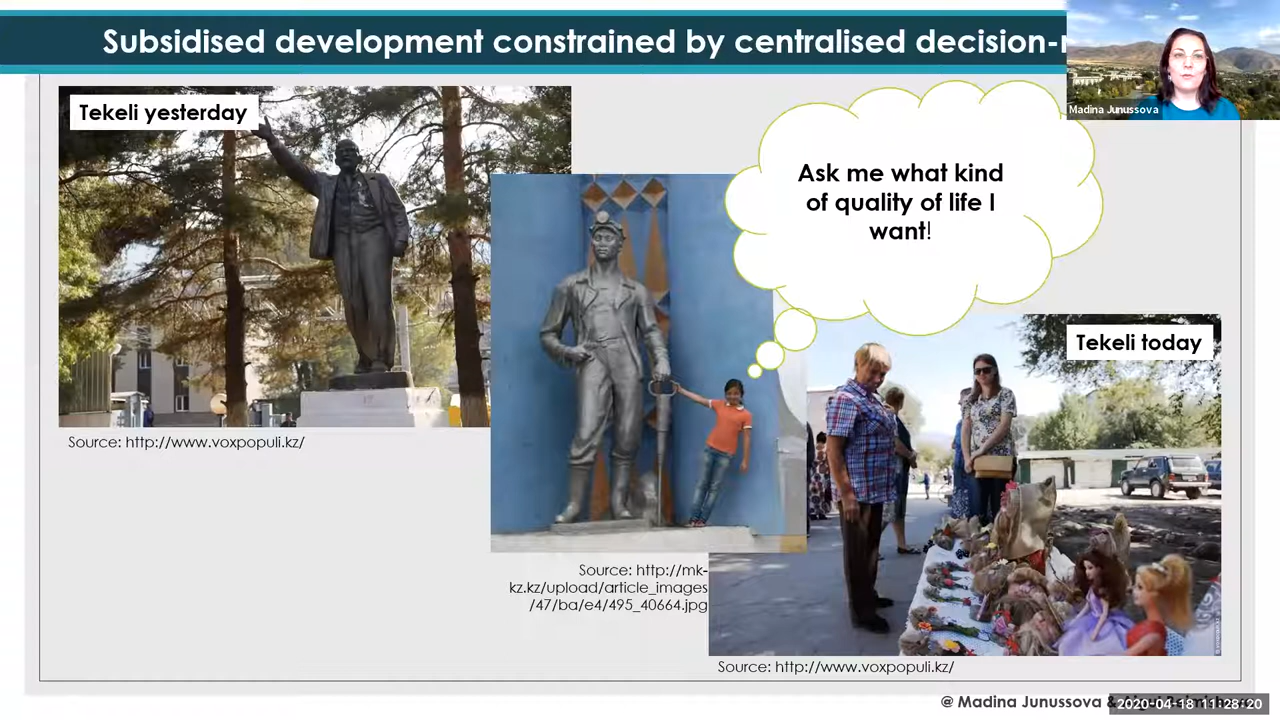 Subsidised development constrained by centralised decision-
Madina Junussova
Tekeli yesterday
Ask me what kind
of quality of life I
want!
Tekeli today
Source: http://www.voxpopuli.kz/
Source: http://mk-
kz.kz/upload/article_images
/47/ba/e4/495_40664.jpg
Source: http://www.voxpopuli.kz/
@ Madina Junussova &
2020-04-18 11:28:20